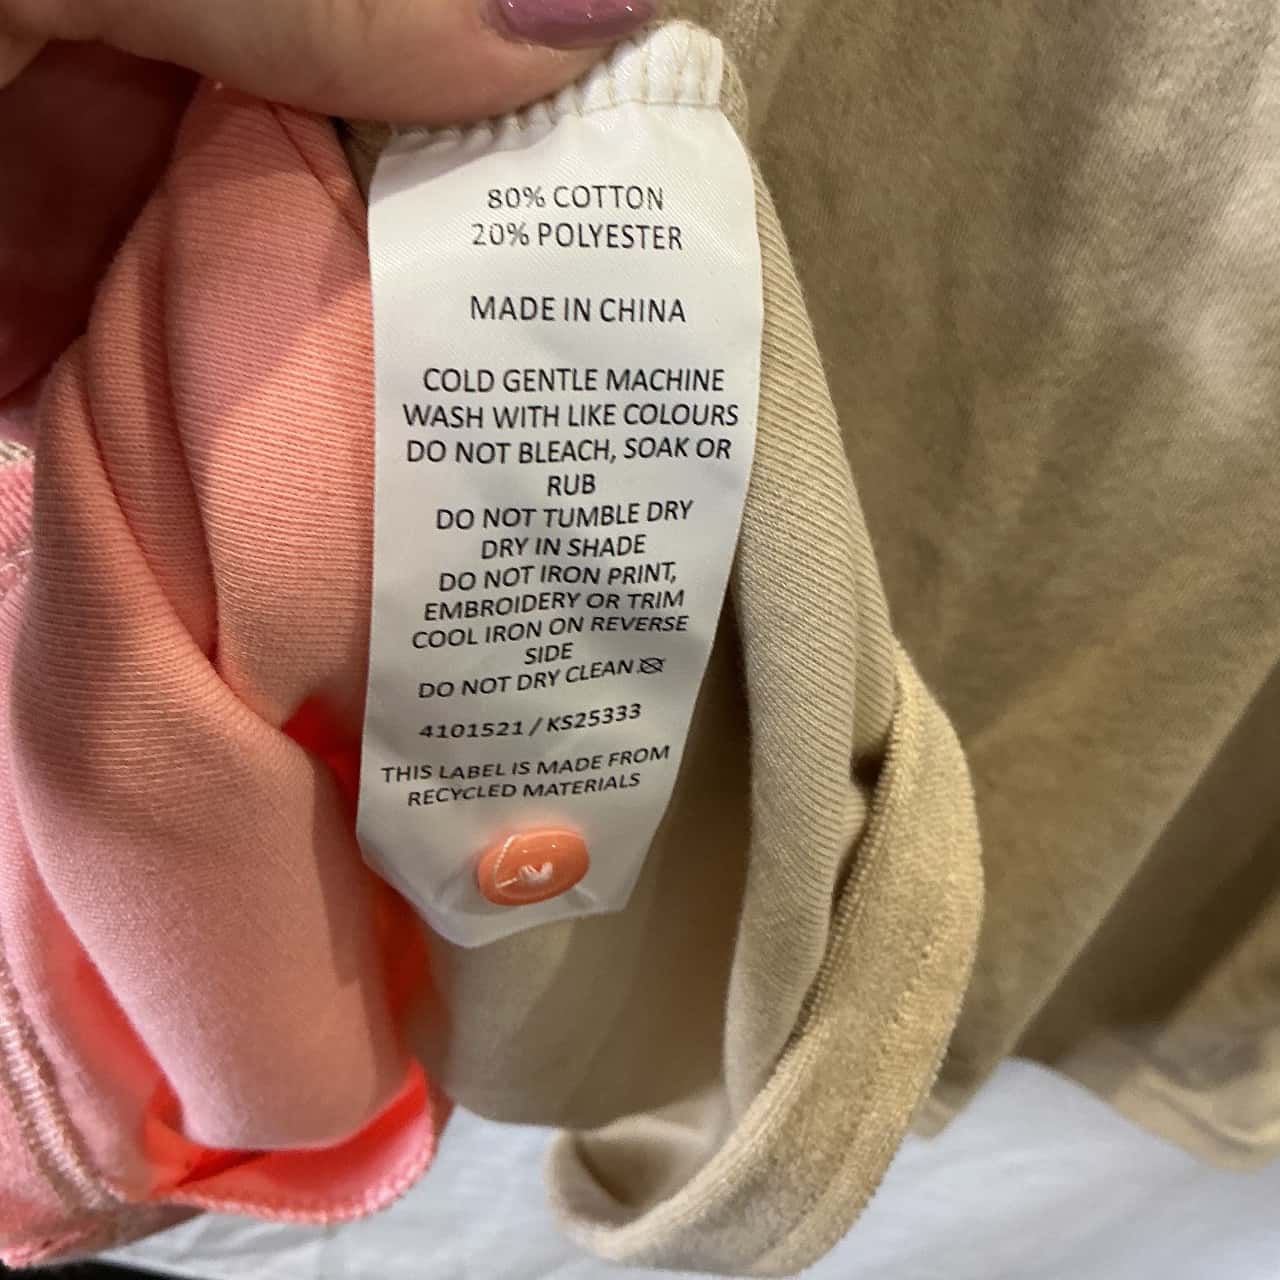 80% COTTON
20% POLYESTER
MADE IN CHINA
COLD GENTLE MACHINE
WASH WITH LIKE COLOURS
DO NOT BLEACH, SOAK OR
RUB
DO NOT TUMBLE DRY
DRY IN SHADE
DO NOT IRON PRINT,
EMBROIDERY OR TRIM
COOL IRON ON REVERSE
SIDE
DO NOT DRY CLEAN
4101521 / KS25333
THIS LABEL IS MADE FROM
RECYCLED MATERIALS